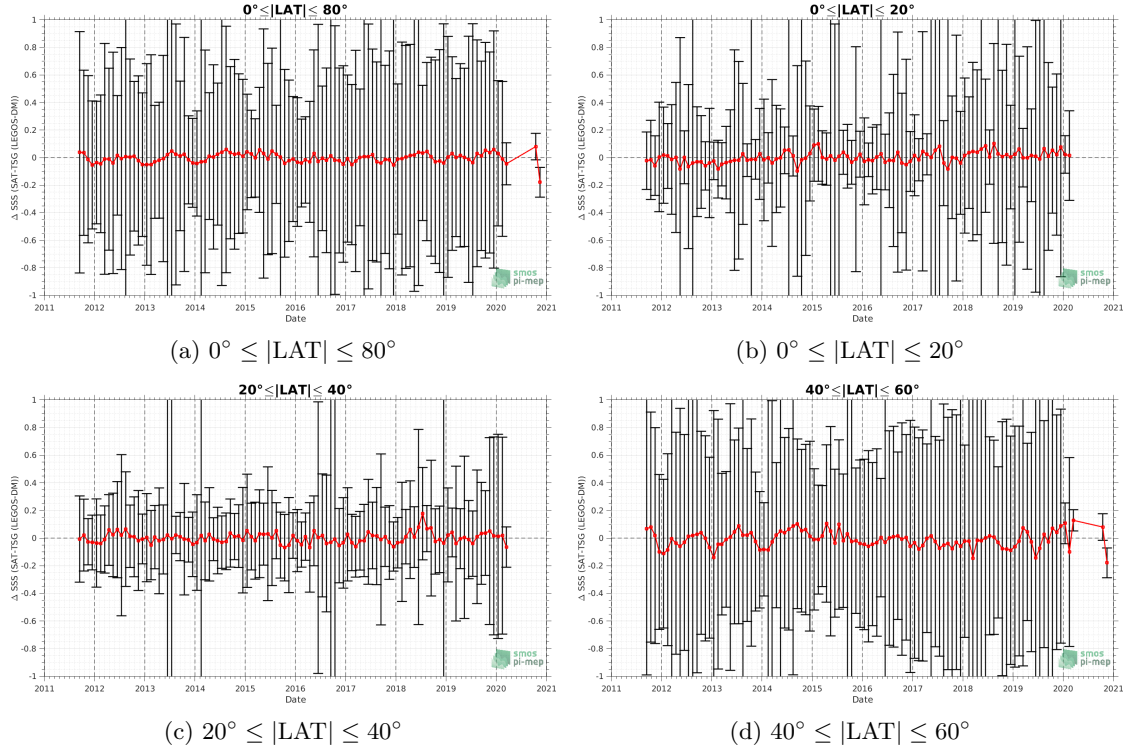 0°≤|LAT|≤ 80°
Δ SSS (SAT-TSG (LEGOS-DM))
1
0.8
0.6
0.4
0.2
0
-0.2
-0.4
-0.6
-0.8
-1
2011 2012 2013 2014 2015 2016 2017 2018 2019 2020 2021
Date
smos
pi-mep
(a) 0° ≤ |LAT| ≤ 80°
0°≤|LAT|≤ 20°
Δ SSS (SAT-TSG (LEGOS-DM))
1
0.8
0.6
0.4
0.2
0
-0.2
-0.4
-0.6
-0.8
-1
2011 2012 2013 2014 2015 2016 2017 2018 2019 2020 2021
Date
smos
pi-mep
(b) 0° ≤ |LAT| ≤ 20°
20°≤|LAT|≤ 40°
Δ SSS (SAT-TSG (LEGOS-DM))
1
0.8
0.6
0.4
0.2
0
-0.2
-0.4
-0.6
-0.8
-1
2011 2012 2013 2014 2015 2016 2017 2018 2019 2020 2021
Date
smos
pi-mep
(c) 20° ≤ |LAT| ≤ 40°
40°≤|LAT|≤ 60°
Δ SSS (SAT-TSG (LEGOS-DM))
1
0.8
0.6
0.4
0.2
0
-0.2
-0.4
-0.6
-0.8
-1
2011 2012 2013 2014 2015 2016 2017 2018 2019 2020 2021
Date
smos
pi-mep
(d) 40° ≤ |LAT| ≤ 60°